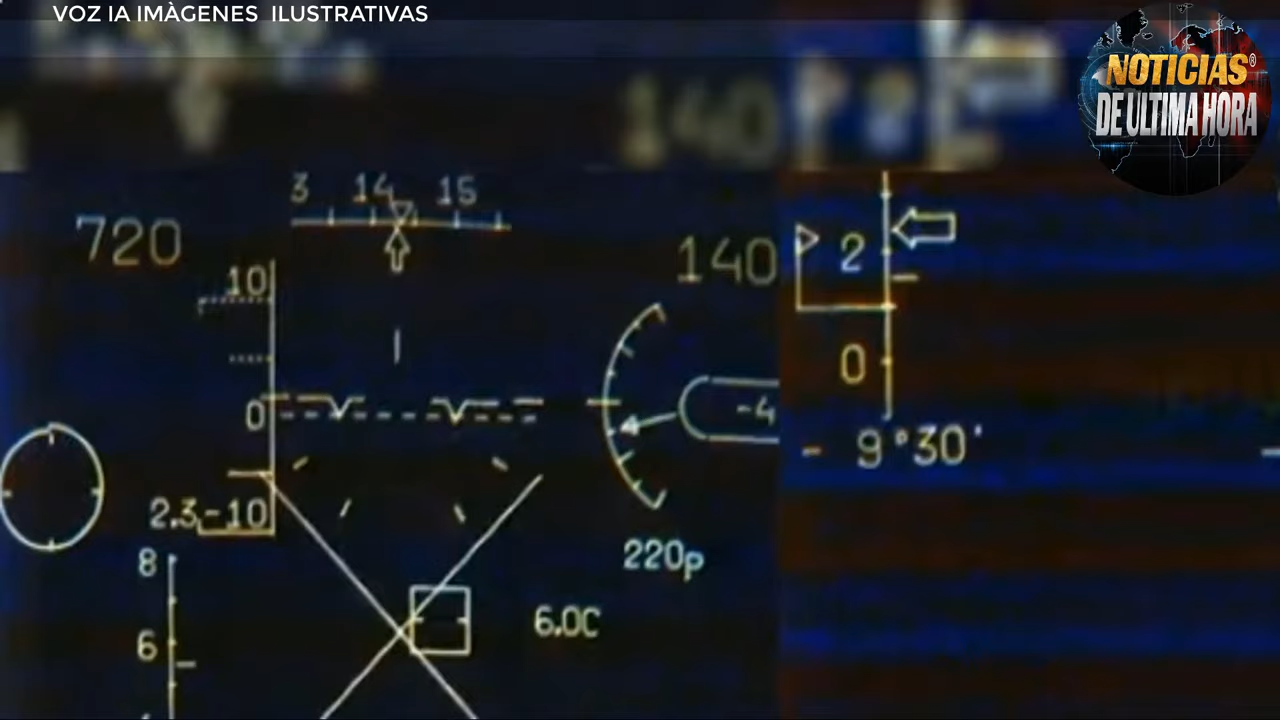 VOZ IA IMÀGENES ILUSTRATIVAS
NOTICIAS®
DE ULTIMA HORA
140
3 14 15
720
140
10
2
0
0
-4
- 9°30'
2.3
-10
8
220p
6.0C
6